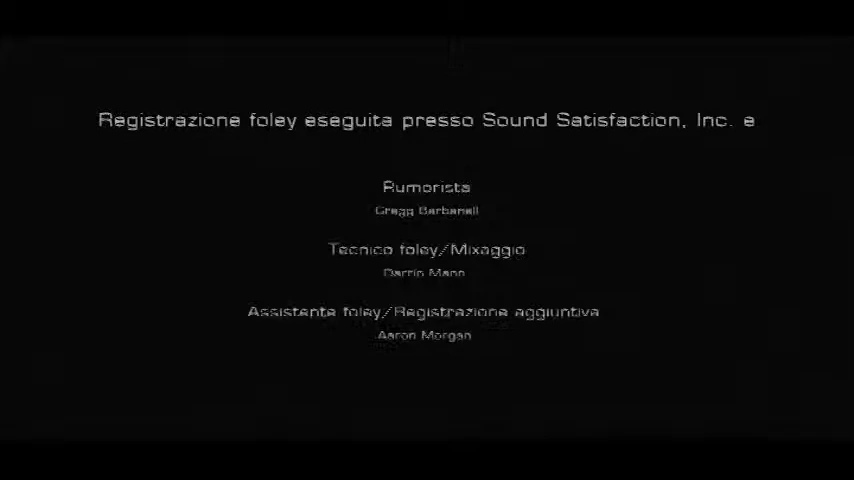 Registrazione foley eseguita presso Sound Satisfaction, Inc. e
Rumorista
Gregg Barbanell
Tecnico foley/Mixaggio
Darrin Mann
Assistente foley/Registrazione aggiuntiva
Aaron Morgan